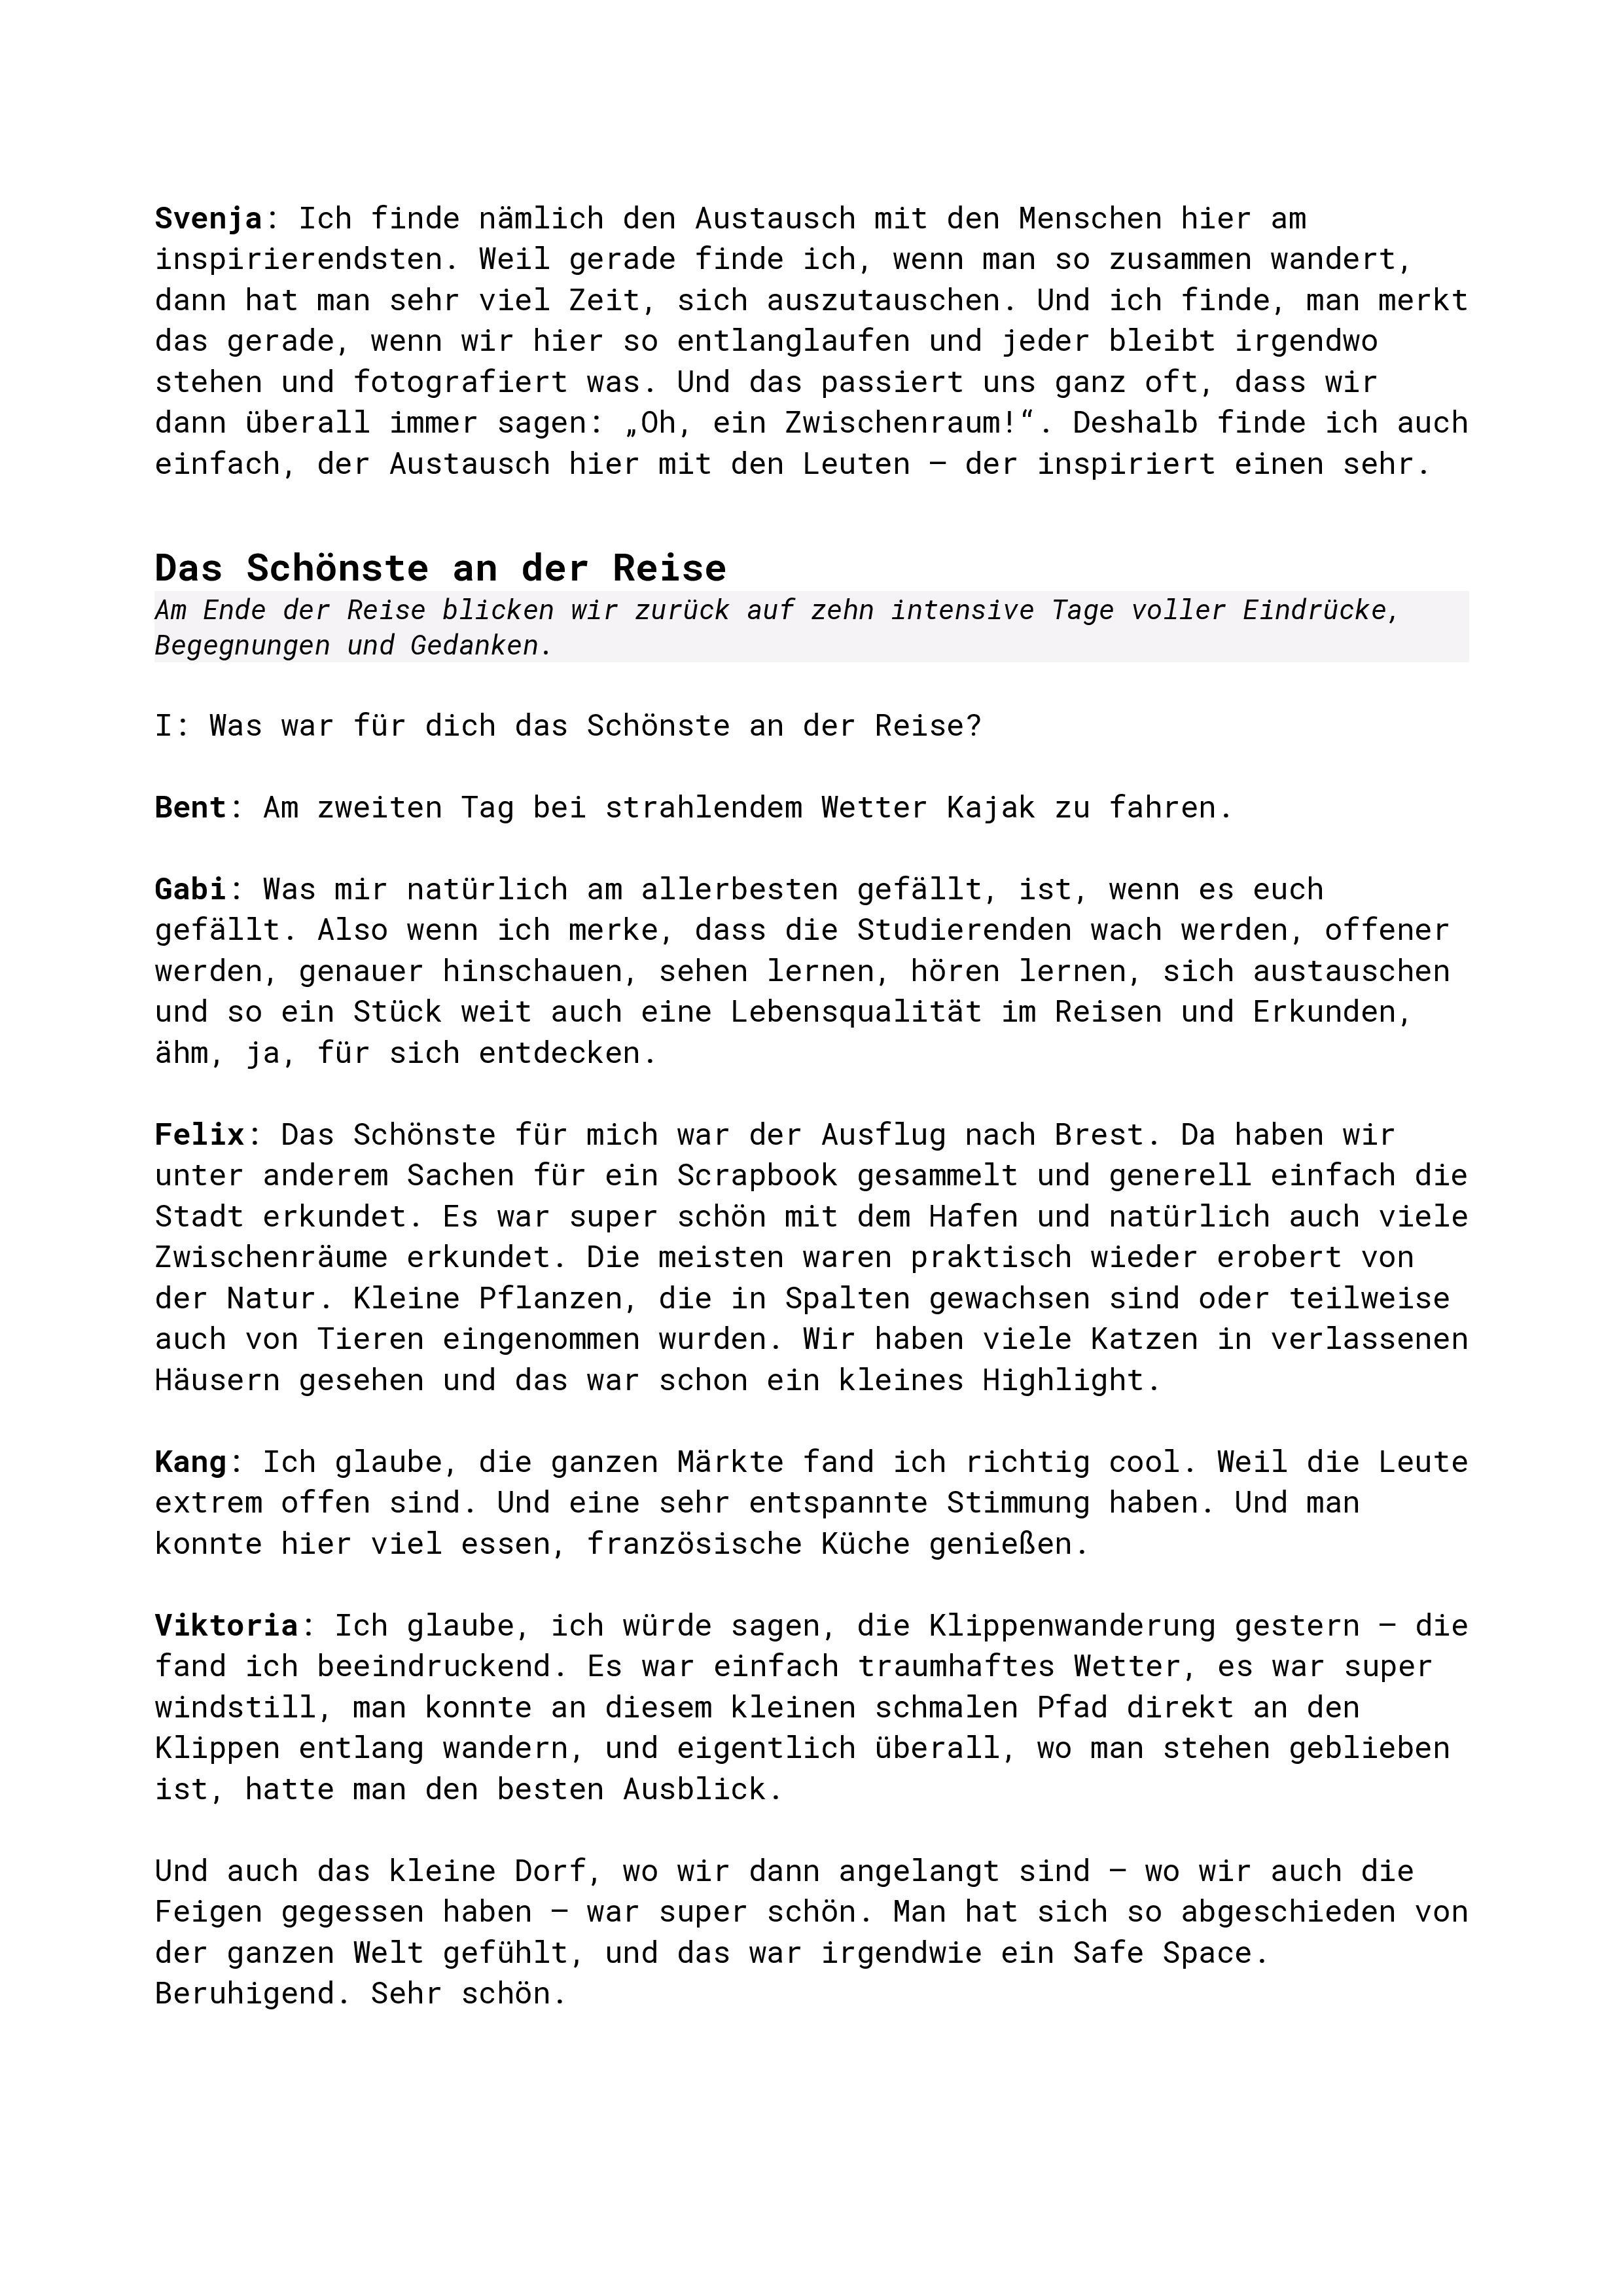 Svenja: Ich finde nämlich den Austausch mit den Menschen hier am
inspirierendsten. Weil gerade finde ich, wenn man so zusammen wandert,
dann hat man sehr viel Zeit, sich auszutauschen. Und ich finde, man merkt
das gerade, wenn wir hier so entlanglaufen und jeder bleibt irgendwo
stehen und fotografiert was. Und das passiert uns ganz oft, dass wir
dann überall immer sagen: „Oh, ein Zwischenraum!“. Deshalb finde ich auch
einfach, der Austausch hier mit den Leuten – der inspiriert einen sehr.
Das Schönste an der Reise
Am Ende der Reise blicken wir zurück auf zehn intensive Tage voller Eindrücke,
Begegnungen und Gedanken.
I: Was war für dich das Schönste an der Reise?
Bent: Am zweiten Tag bei strahlendem Wetter Kajak zu fahren.
Gabi: Was mir natürlich am allerbesten gefällt, ist, wenn es euch
gefällt. Also wenn ich merke, dass die Studierenden wach werden, offener
werden, genauer hinschauen, sehen lernen, hören lernen, sich austauschen
und so ein Stück weit auch eine Lebensqualität im Reisen und Erkunden,
ähm, ja, für sich entdecken.
Felix: Das Schönste für mich war der Ausflug nach Brest. Da haben wir
unter anderem Sachen für ein Scrapbook gesammelt und generell einfach die
Stadt erkundet. Es war super schön mit dem Hafen und natürlich auch viele
Zwischenräume erkundet. Die meisten waren praktisch wieder erobert von
der Natur. Kleine Pflanzen, die in Spalten gewachsen sind oder teilweise
auch von Tieren eingenommen wurden. Wir haben viele Katzen in verlassenen
Häusern gesehen und das war schon ein kleines Highlight.
Kang: Ich glaube, die ganzen Märkte fand ich richtig cool. Weil die Leute
extrem offen sind. Und eine sehr entspannte Stimmung haben. Und man
konnte hier viel essen, französische Küche genießen.
Viktoria: Ich glaube, ich würde sagen, die Klippenwanderung gestern – die
fand ich beeindruckend. Es war einfach traumhaftes Wetter, es war super
windstill, man konnte an diesem kleinen schmalen Pfad direkt an den
Klippen entlang wandern, und eigentlich überall, wo man stehen geblieben
ist, hatte man den besten Ausblick.
Und auch das kleine Dorf, wo wir dann angelangt sind – wo wir auch die
Feigen gegessen haben – war super schön. Man hat sich so abgeschieden von
der ganzen Welt gefühlt, und das war irgendwie ein Safe Space.
Beruhigend. Sehr schön.